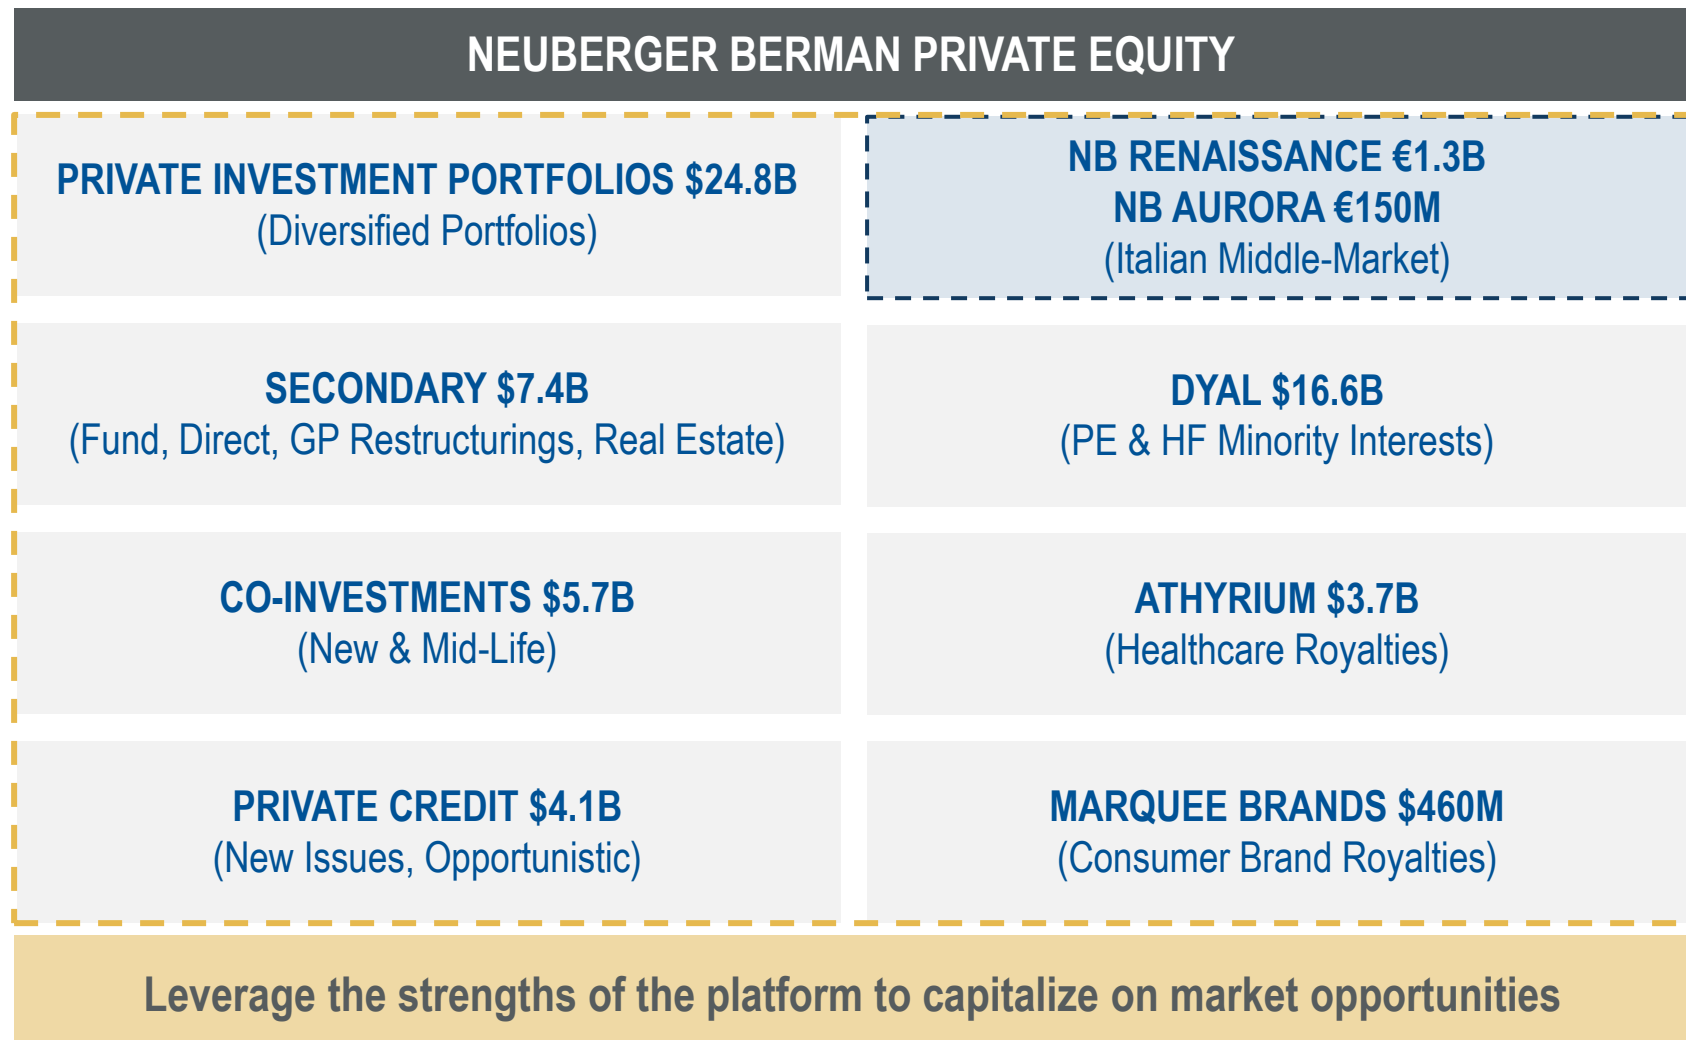 NEUBERGER BERMAN PRIVATE EQUITY
PRIVATE INVESTMENT PORTFOLIOS $24.8B
(Diversified Portfolios)
NB RENAISSANCE €1.3B
NB AURORA €150M
(Italian Middle-Market)
SECONDARY $7.4B
(Fund, Direct, GP Restructurings, Real Estate)
DYAL $16.6B
(PE & HF Minority Interests)
CO-INVESTMENTS $5.7B
(New & Mid-Life)
ATHYRIUM $3.7B
(Healthcare Royalties)
PRIVATE CREDIT $4.1B
(New Issues, Opportunistic)
MARQUEE BRANDS $460M
(Consumer Brand Royalties)
Leverage the strengths of the platform to capitalize on market opportunities